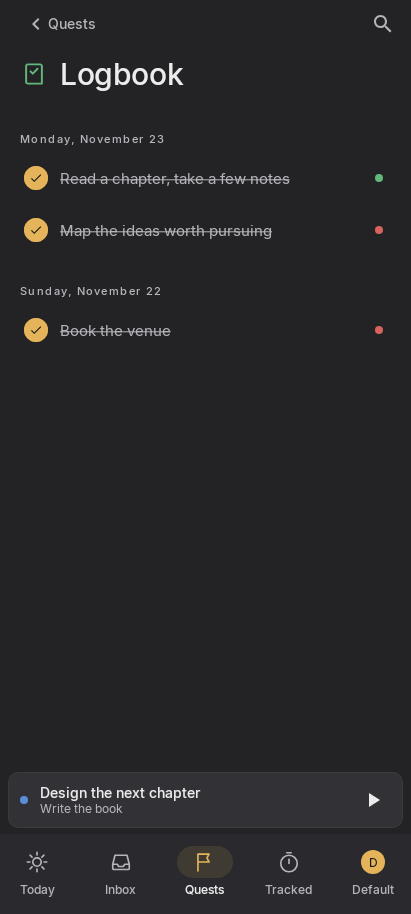 Quests
Logbook
Monday, November 23
Read a chapter, take a few notes
Map the ideas worth pursuing
Sunday, November 22
Book the venue
Design the next chapter
Write the book
D
Today
Inbox
Quests
Tracked
Default